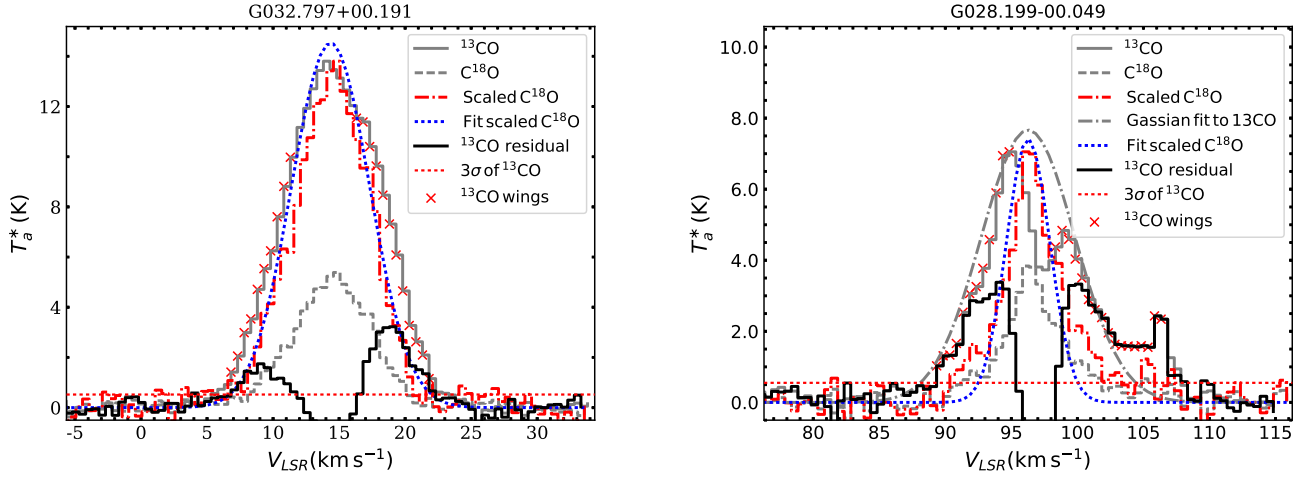 G032.797+00.191
¹³CO
C¹⁸O
Scaled C¹⁸O
Fit scaled C¹⁸O
¹³CO residual
3σ of ¹³CO
¹³CO wings
12
8
4
0
T*a (K)
-5 0 5 10 15 20 25 30
V_LSR (km s⁻¹)
G028.199-00.049
¹³CO
C¹⁸O
Scaled C¹⁸O
Gassian fit to 13CO
Fit scaled C¹⁸O
¹³CO residual
3σ of ¹³CO
¹³CO wings
10.0
8.0
6.0
4.0
2.0
0.0
T*a (K)
80 85 90 95 100 105 110 115
V_LSR (km s⁻¹)